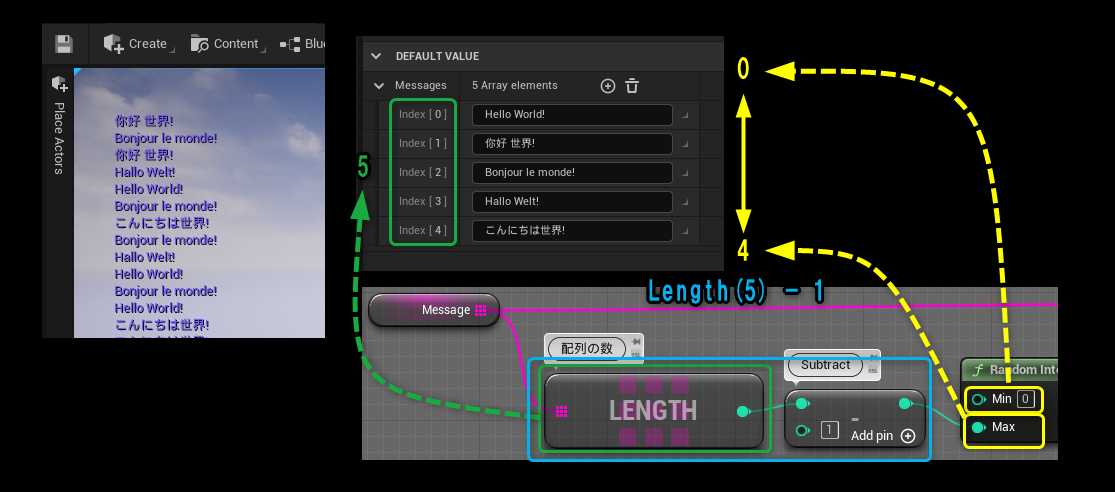 Create
Content
Blu
Place Actors
你好 世界!
Bonjour le monde!
你好 世界!
Hallo Welt!
Hello World!
Bonjour le monde!
こんにちは世界!
Bonjour le monde!
Hallo Welt!
Hello World!
Bonjour le monde!
Hello World!
こんにちは世界!
DEFAULT VALUE
Messages
5 Array elements
Index [ 0 ]
Hello World!
Index [ 1 ]
你好 世界!
Index [ 2 ]
Bonjour le monde!
Index [ 3 ]
Hallo Welt!
Index [ 4 ]
こんにちは世界!
5
0
4
Length(5) - 1
Message
配列の数
LENGTH
Subtract
-
1
Add pin
f Random Inte
Min 0
Max